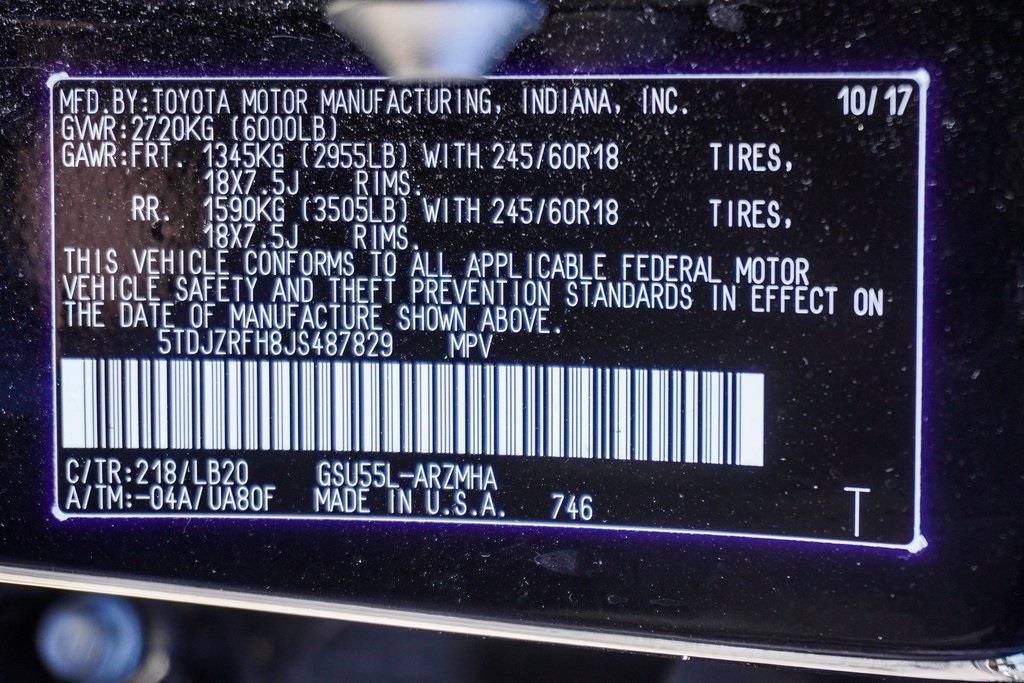 MFD.BY:TOYOTA MOTOR MANUFACTURING, INDIANA, INC. 10/17
GVWR:2720KG (6000LB)
GAWR:FRT. 1345KG (2955LB) WITH 245/60R18 TIRES,
18X7.5J RIMS.
RR. 1590KG (3505LB) WITH 245/60R18 TIRES,
18X7.5J RIMS.
THIS VEHICLE CONFORMS TO ALL APPLICABLE FEDERAL MOTOR
VEHICLE SAFETY AND THEFT PREVENTION STANDARDS IN EFFECT ON
THE DATE OF MANUFACTURE SHOWN ABOVE.
5TDJZRFH8JS487829 MPV
C/TR:218/LB20 GSU55L-ARZMHA
A/TM:-04A/UA80F MADE IN U.S.A. 746 T